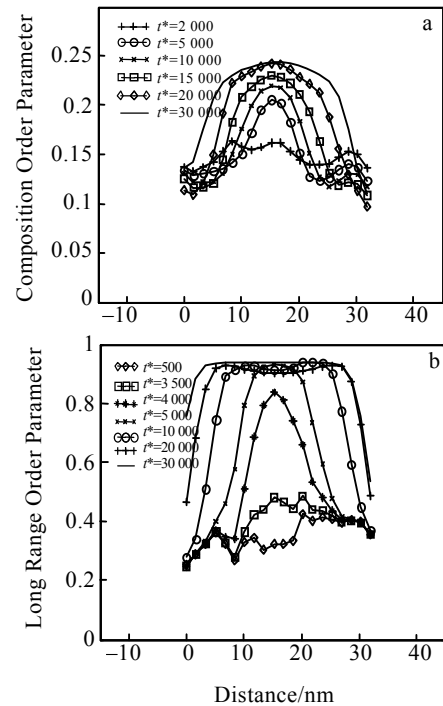 a
t*=2 000
t*=5 000
t*=10 000
t*=15 000
t*=20 000
t*=30 000
0.25
0.2
0.15
0.1
0.05
0
−10 0 10 20 30 40
Composition Order Parameter
b
t*=500
t*=3 500
t*=4 000
t*=5 000
t*=10 000
t*=20 000
t*=30 000
1
0.8
0.6
0.4
0.2
0
−10 0 10 20 30 40
Long Range Order Parameter
Distance/nm